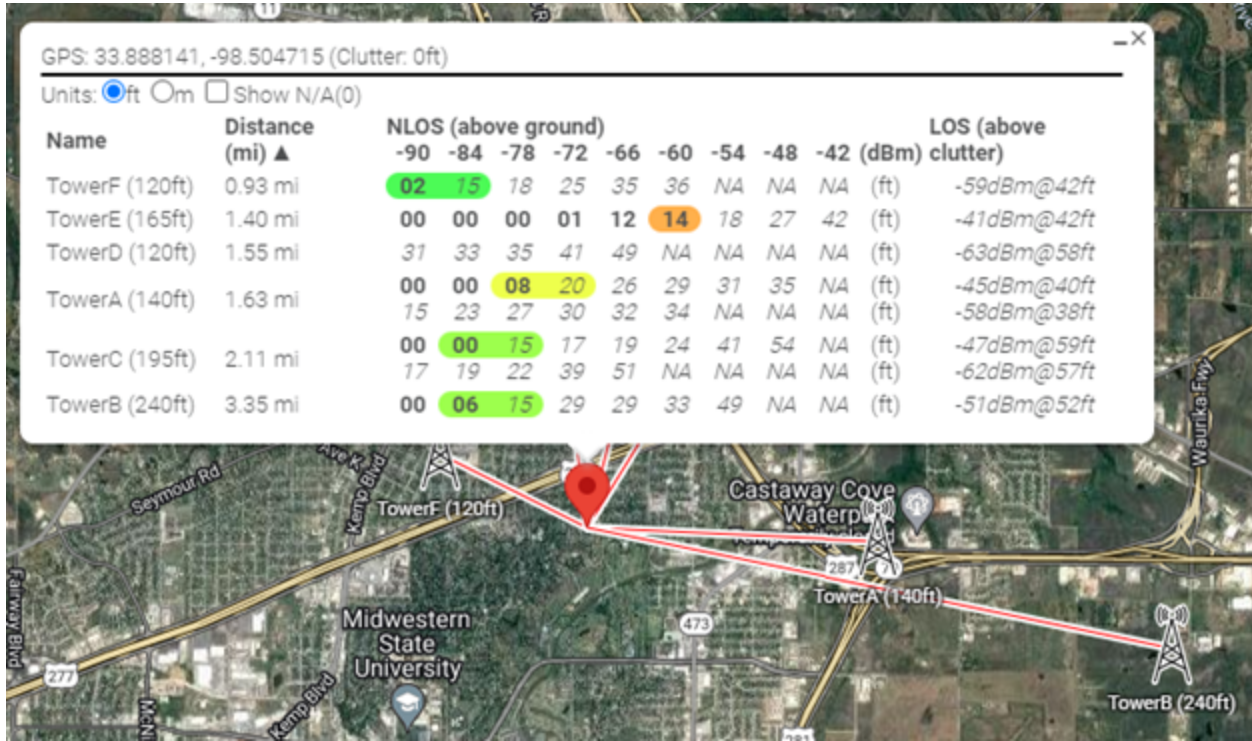 11
GPS: 33.888141, -98.504715 (Clutter: 0ft)
Units: ft m Show N/A(0)
Name Distance (mi) ▲ NLOS (above ground) LOS (above clutter)
-90 -84 -78 -72 -66 -60 -54 -48 -42 (dBm)
TowerF (120ft) 0.93 mi 02 15 18 25 35 36 NA NA NA (ft) -59dBm@42ft
TowerE (165ft) 1.40 mi 00 00 00 01 12 14 18 27 42 (ft) -41dBm@42ft
TowerD (120ft) 1.55 mi 31 33 35 41 49 NA NA NA NA (ft) -63dBm@58ft
TowerA (140ft) 1.63 mi 00 00 08 20 26 29 31 35 NA (ft) -45dBm@40ft
15 23 27 30 32 34 NA NA NA (ft) -58dBm@38ft
TowerC (195ft) 2.11 mi 00 00 15 17 19 24 41 54 NA (ft) -47dBm@59ft
17 19 22 39 51 NA NA NA NA (ft) -62dBm@57ft
TowerB (240ft) 3.35 mi 00 06 15 29 29 33 49 NA NA (ft) -51dBm@52ft
Waurika Fwy
Ave K
Seymour Rd
Kemp Blvd
TowerF (120ft)
Castaway Cove
Waterp
287
TowerA (140ft)
Fairway Blvd
Midwestern
State
University
473
277
Kemp Blvd
TowerB (240ft)
281